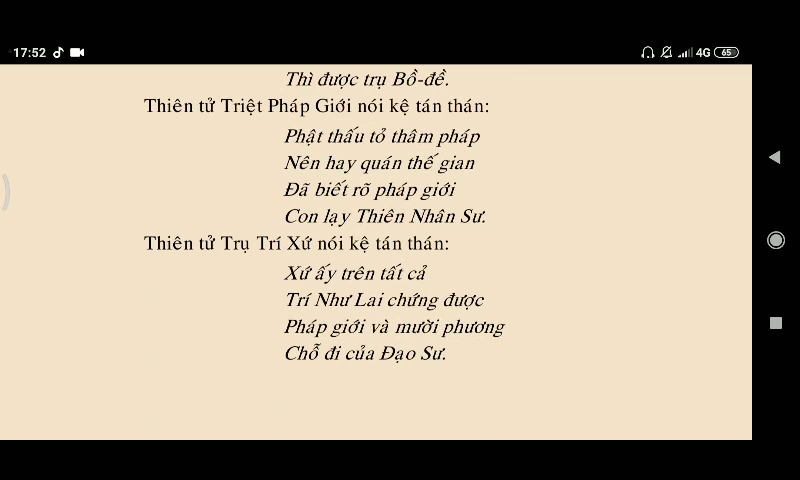 17:52
4G 65
Thì được trụ Bồ-đề.
Thiên tử Triệt Pháp Giới nói kệ tán thán:
Phật thấu tỏ thâm pháp
Nên hay quán thế gian
Đã biết rõ pháp giới
Con lạy Thiên Nhân Sư.
Thiên tử Trụ Trí Xứ nói kệ tán thán:
Xứ ấy trên tất cả
Trí Như Lai chứng được
Pháp giới và mười phương
Chỗ đi của Đạo Sư.